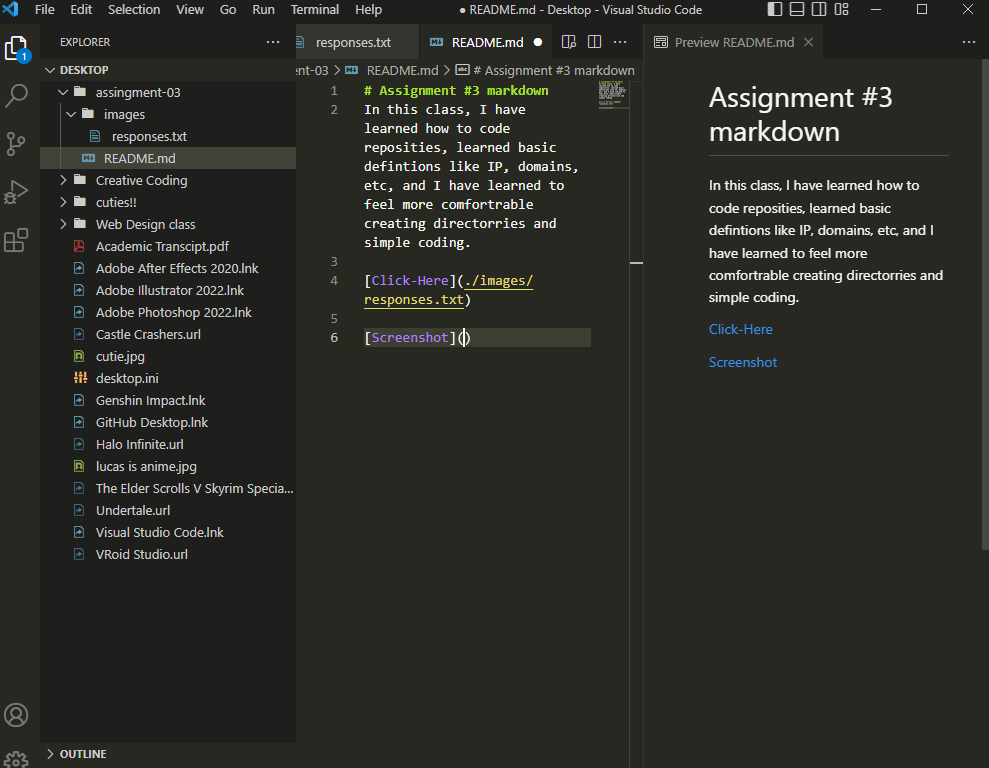 File Edit Selection View Go Run Terminal Help
● README.md - Desktop - Visual Studio Code
1
EXPLORER
DESKTOP
assingment-03
images
responses.txt
README.md
Creative Coding
cuties!!
Web Design class
Academic Transcipt.pdf
Adobe After Effects 2020.lnk
Adobe Illustrator 2022.lnk
Adobe Photoshop 2022.lnk
Castle Crashers.url
cutie.jpg
desktop.ini
Genshin Impact.lnk
GitHub Desktop.lnk
Halo Infinite.url
lucas is anime.jpg
The Elder Scrolls V Skyrim Specia...
Undertale.url
Visual Studio Code.lnk
VRoid Studio.url
OUTLINE
responses.txt
README.md
ent-03 > README.md > # Assignment #3 markdown
1 # Assignment #3 markdown
2 In this class, I have
learned how to code
reposities, learned basic
defintions like IP, domains,
etc, and I have learned to
feel more comfortrable
creating directorries and
simple coding.
3
4 [Click-Here](./images/
responses.txt)
5
6 [Screenshot]()
Preview README.md
Assignment #3
markdown
In this class, I have learned how to
code reposities, learned basic
defintions like IP, domains, etc, and I
have learned to feel more
comfortrable creating directorries and
simple coding.
Click-Here
Screenshot